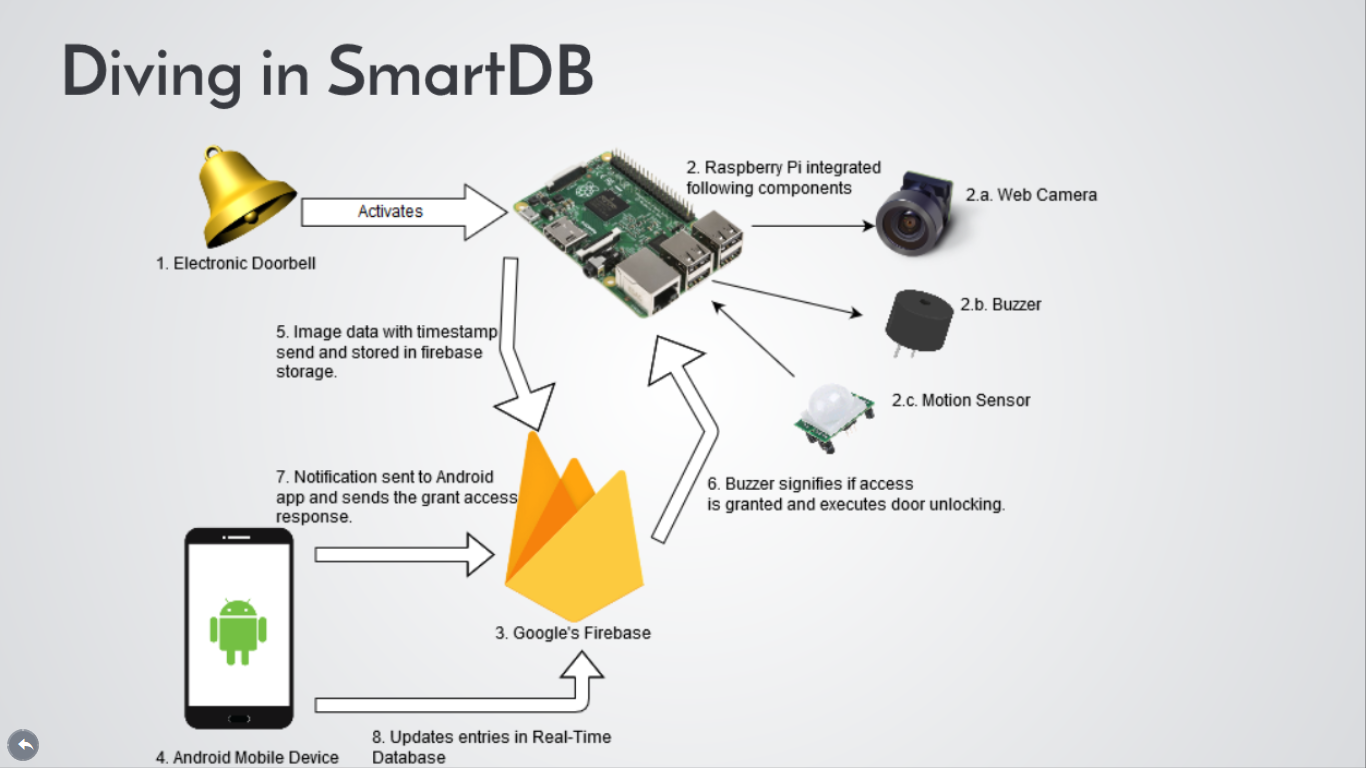 Diving in SmartDB
Activates
1. Electronic Doorbell
2. Raspberry Pi integrated
following components
2.a. Web Camera
2.b. Buzzer
2.c. Motion Sensor
5. Image data with timestamp
send and stored in firebase
storage.
7. Notification sent to Android
app and sends the grant access
response.
6. Buzzer signifies if access
is granted and executes door unlocking.
3. Google's Firebase
8. Updates entries in Real-Time
Database
4. Android Mobile Device